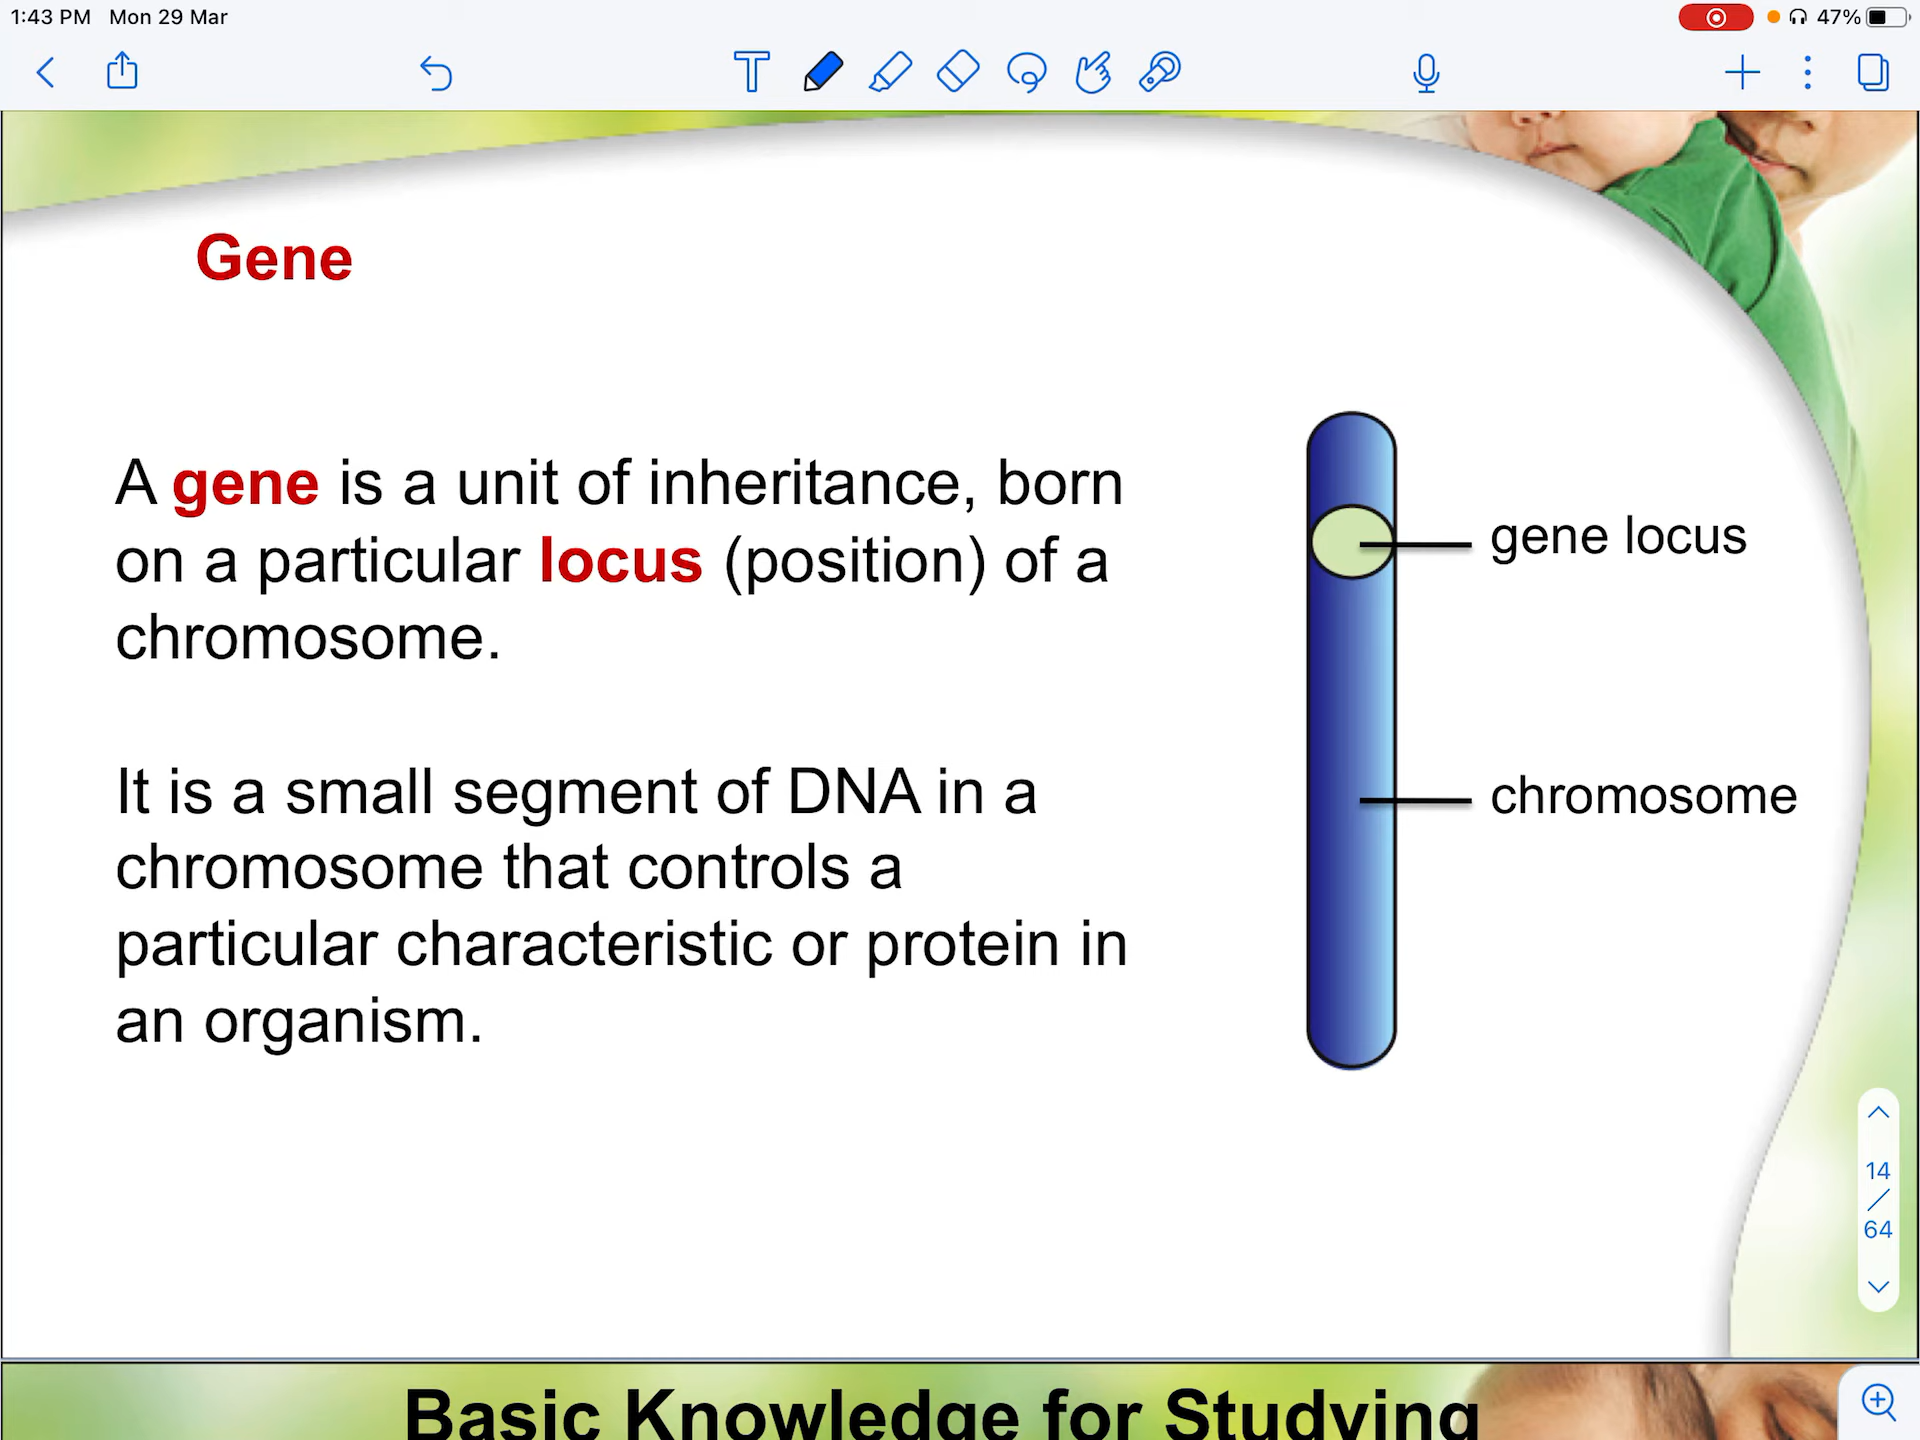 1:43 PM Mon 29 Mar
47%
T
Gene
A gene is a unit of inheritance, born
on a particular locus (position) of a
chromosome.
It is a small segment of DNA in a
chromosome that controls a
particular characteristic or protein in
an organism.
gene locus
chromosome
14
/
64
Basic Knowledge for Studying